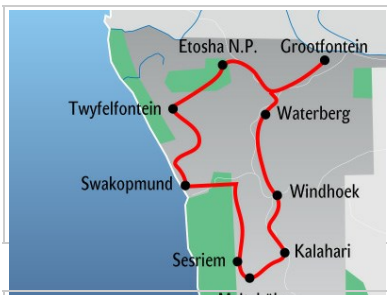 Etosha N.P.
Grootfontein
Twyfelfontein
Waterberg
Swakopmund
Windhoek
Sesriem
Kalahari